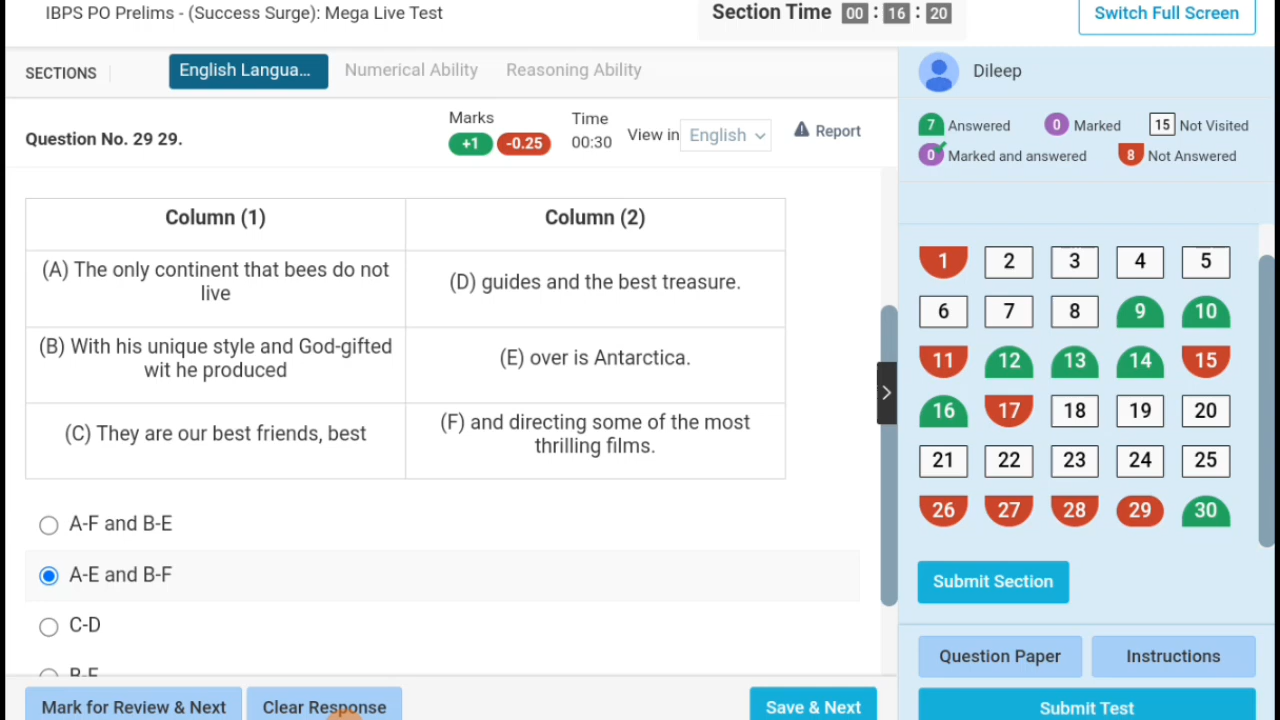 IBPS PO Prelims - (Success Surge): Mega Live Test
Section Time 00 : 16 : 20
Switch Full Screen
SECTIONS
English Langua...
Numerical Ability
Reasoning Ability
Dileep
Question No. 29 29.
Marks
+1 -0.25
Time
00:30
View in English
Report
7 Answered
0 Marked
15 Not Visited
0 Marked and answered
8 Not Answered
Column (1)
Column (2)
(A) The only continent that bees do not
live
(D) guides and the best treasure.
(B) With his unique style and God-gifted
wit he produced
(E) over is Antarctica.
(C) They are our best friends, best
(F) and directing some of the most
thrilling films.
A-F and B-E
A-E and B-F
C-D
>
1 2 3 4 5
6 7 8 9 10
11 12 13 14 15
16 17 18 19 20
21 22 23 24 25
26 27 28 29 30
Submit Section
Question Paper
Instructions
Mark for Review & Next
Clear Response
Save & Next
Submit Test